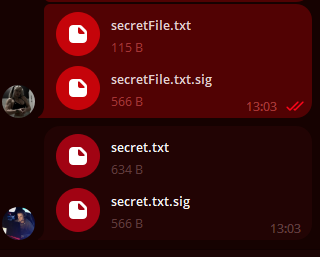 secretFile.txt
115 B
secretFile.txt.sig
566 B
13:03
secret.txt
634 B
secret.txt.sig
566 B
13:03